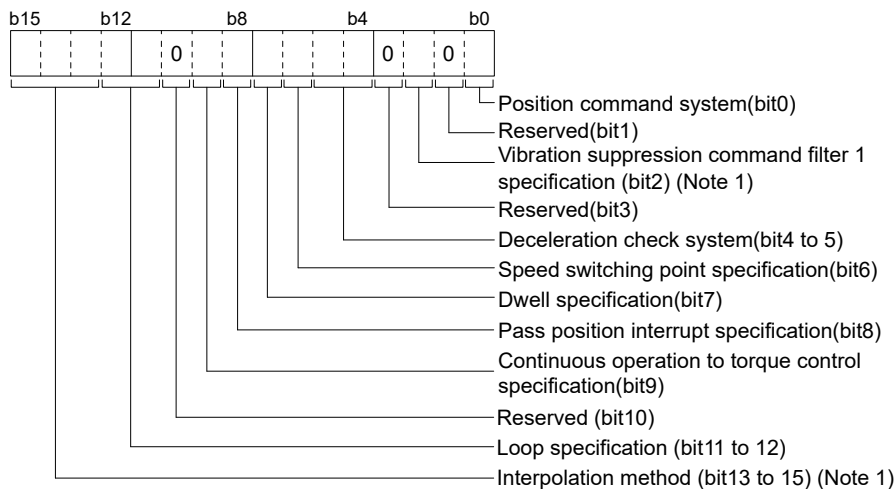 b15 b12 b8 b4 b0
0 0 0
Position command system(bit0)
Reserved(bit1)
Vibration suppression command filter 1
specification (bit2) (Note 1)
Reserved(bit3)
Deceleration check system(bit4 to 5)
Speed switching point specification(bit6)
Dwell specification(bit7)
Pass position interrupt specification(bit8)
Continuous operation to torque control
specification(bit9)
Reserved (bit10)
Loop specification (bit11 to 12)
Interpolation method (bit13 to 15) (Note 1)